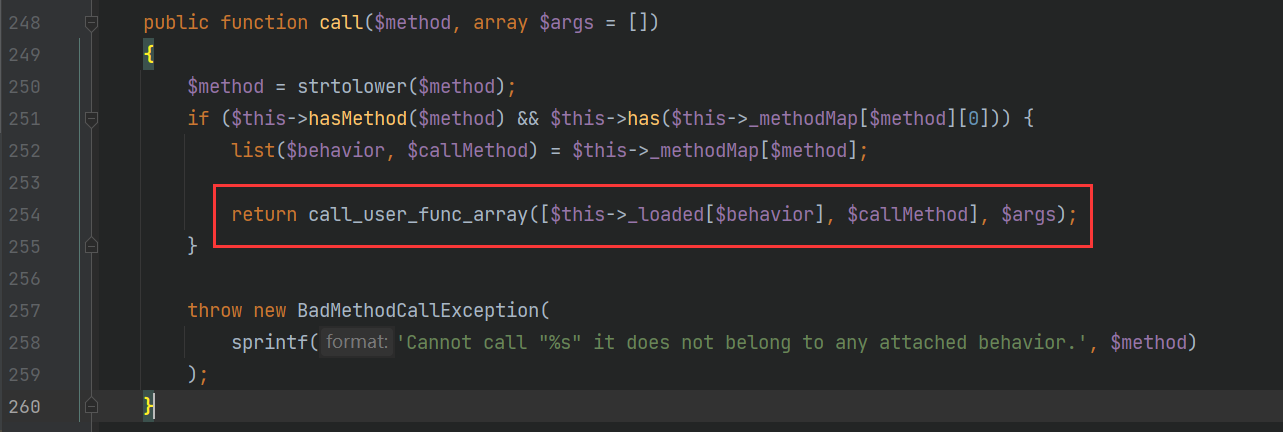 248 public function call($method, array $args = [])
249 {
250 $method = strtolower($method);
251 if ($this->hasMethod($method) && $this->has($this->_methodMap[$method][0])) {
252 list($behavior, $callMethod) = $this->_methodMap[$method];
253
254 return call_user_func_array([$this->_loaded[$behavior], $callMethod], $args);
255 }
256
257 throw new BadMethodCallException(
258 sprintf( format: 'Cannot call "%s" it does not belong to any attached behavior.', $method)
259 );
260 }